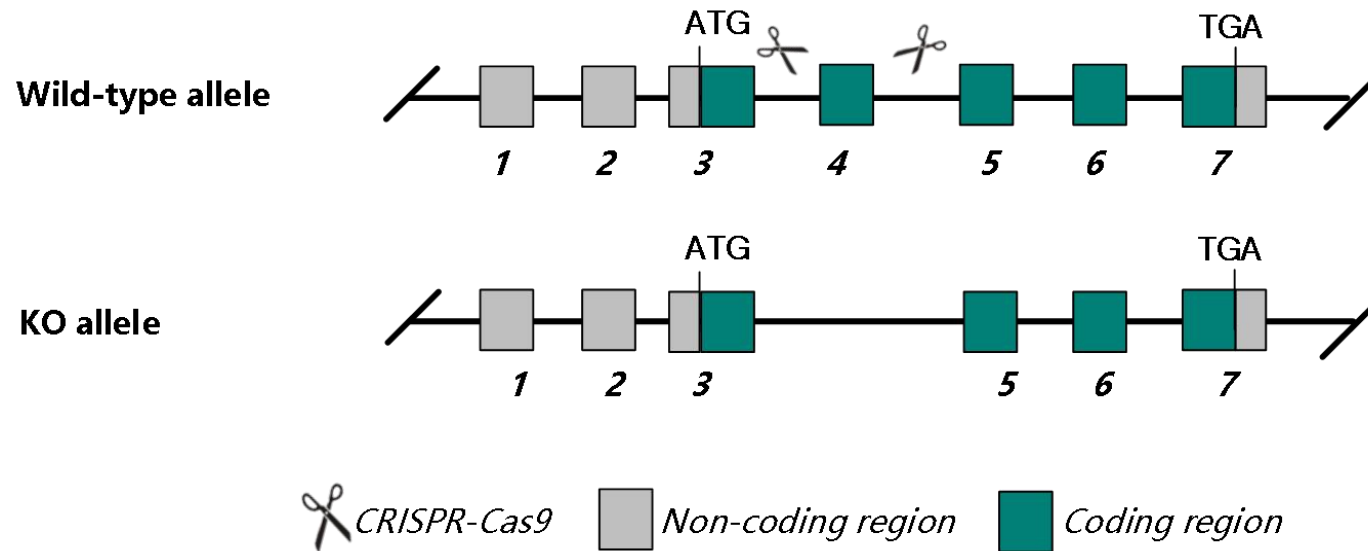 ATG TGA
Wild-type allele
1 2 3 4 5 6 7
ATG TGA
KO allele
1 2 3 5 6 7
CRISPR-Cas9 Non-coding region Coding region